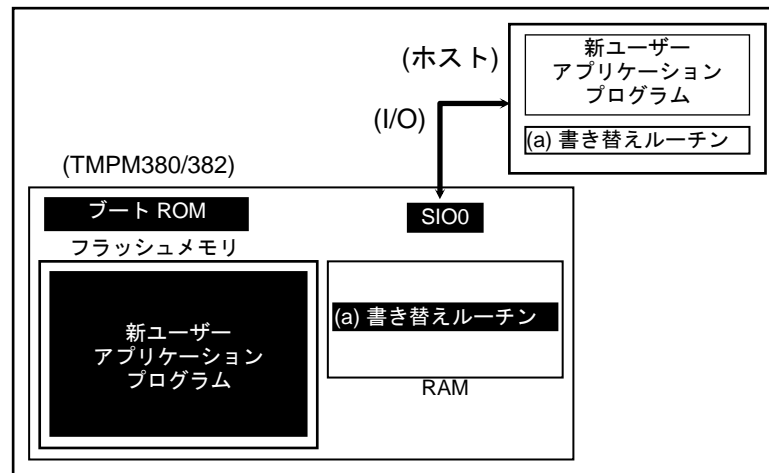 (ホスト)
新ユーザー
アプリケーション
プログラム
(a) 書き替えルーチン
(I/O)
(TMPM380/382)
ブート ROM
SIO0
フラッシュメモリ
新ユーザー
アプリケーション
プログラム
(a) 書き替えルーチン
RAM